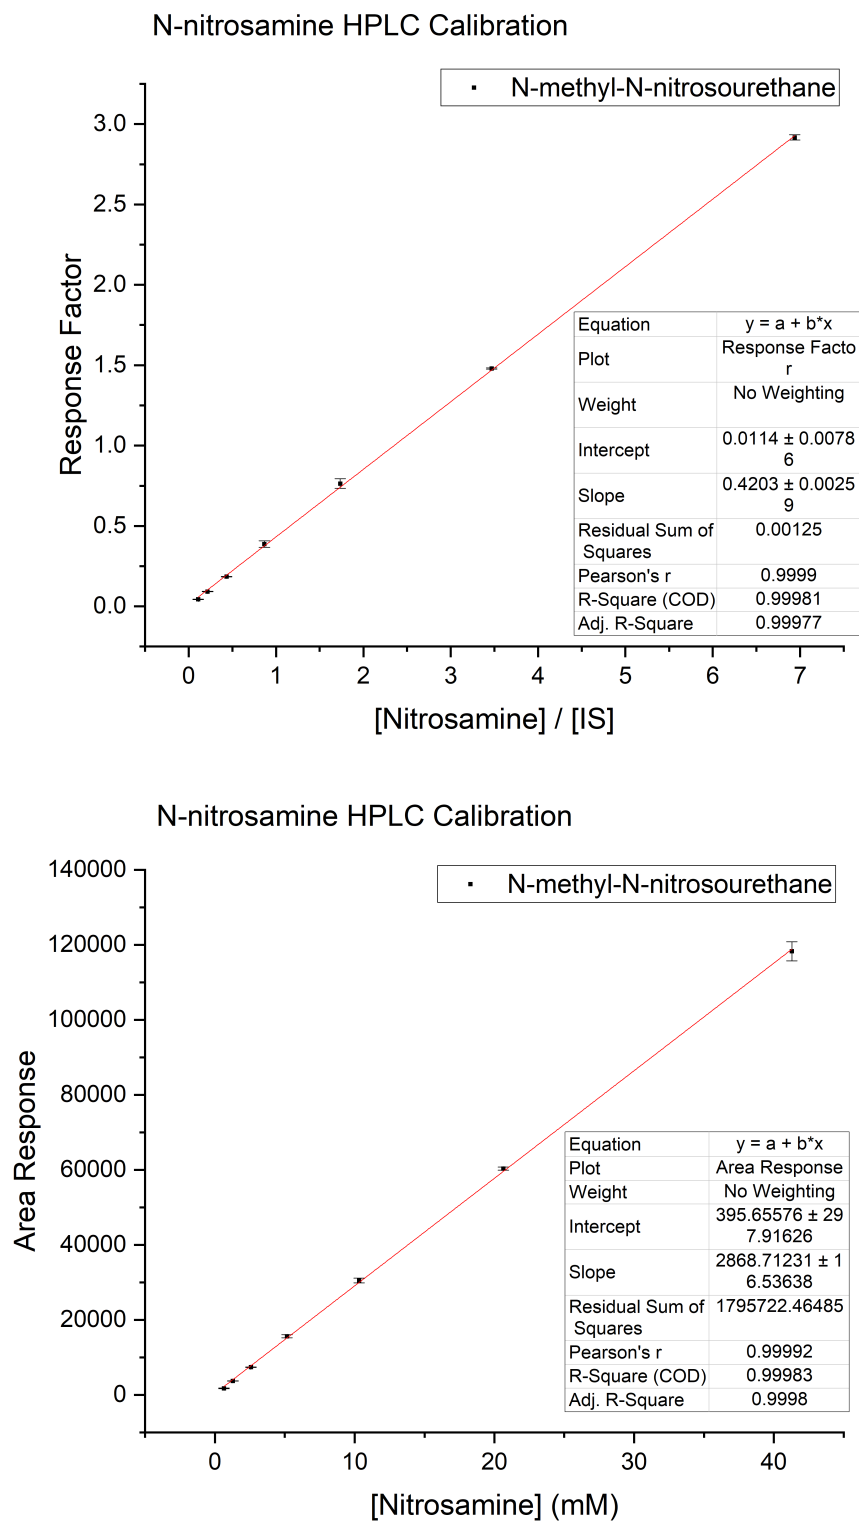 N-nitrosamine HPLC Calibration
N-methyl-N-nitrosourethane
3.0
2.5
2.0
1.5
1.0
0.5
0.0
Response Factor
Equation y = a + b*x
Plot Response Facto
r
Weight No Weighting
Intercept 0.0114 ± 0.0078
6
Slope 0.4203 ± 0.0025
9
Residual Sum of 0.00125
Squares
Pearson's r 0.9999
R-Square (COD) 0.99981
Adj. R-Square 0.99977
0 1 2 3 4 5 6 7
[Nitrosamine] / [IS]
N-nitrosamine HPLC Calibration
N-methyl-N-nitrosourethane
140000
120000
100000
80000
60000
40000
20000
0
Area Response
Equation y = a + b*x
Plot Area Response
Weight No Weighting
Intercept 395.65576 ± 29
7.91626
Slope 2868.71231 ± 1
6.53638
Residual Sum of 1795722.46485
Squares
Pearson's r 0.99992
R-Square (COD) 0.99983
Adj. R-Square 0.9998
0 10 20 30 40
[Nitrosamine] (mM)